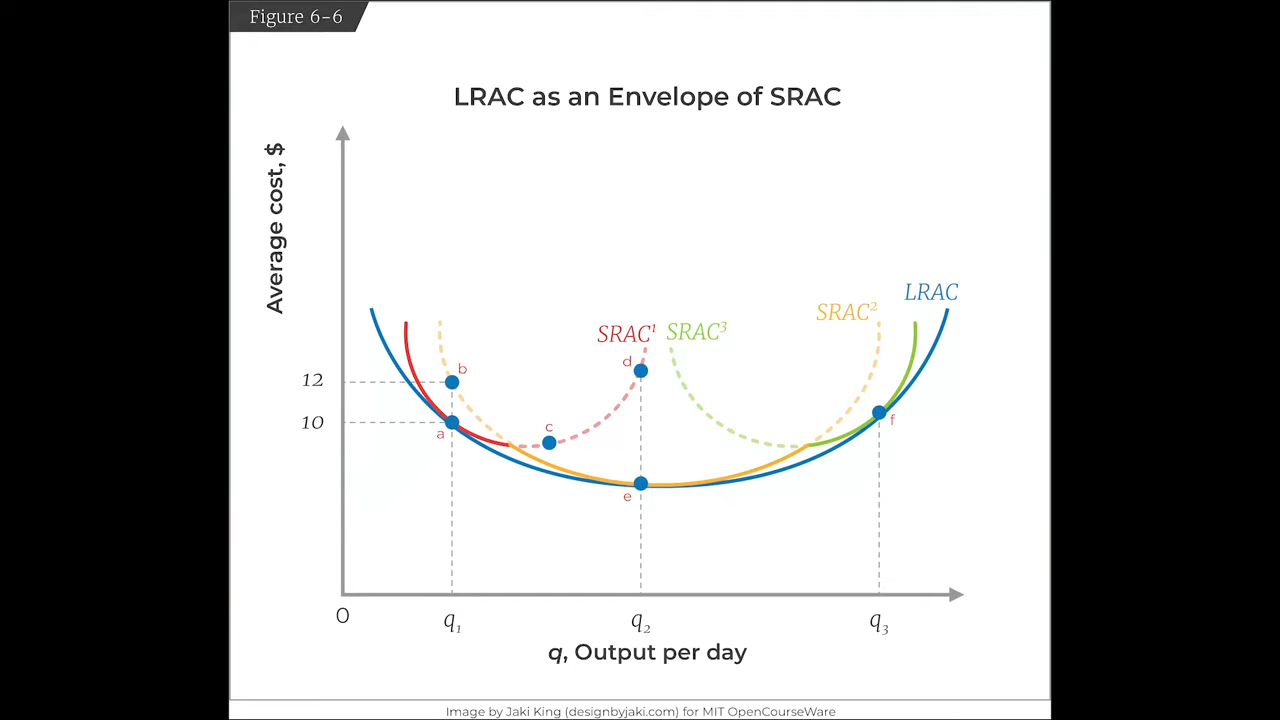 Figure 6-6
LRAC as an Envelope of SRAC
Average cost, $
LRAC
SRAC²
SRAC¹ SRAC³
d
b
12
10
a
c
f
e
0
q₁ q₂ q₃
q, Output per day
Image by Jaki King (designbyjaki.com) for MIT OpenCourseWare